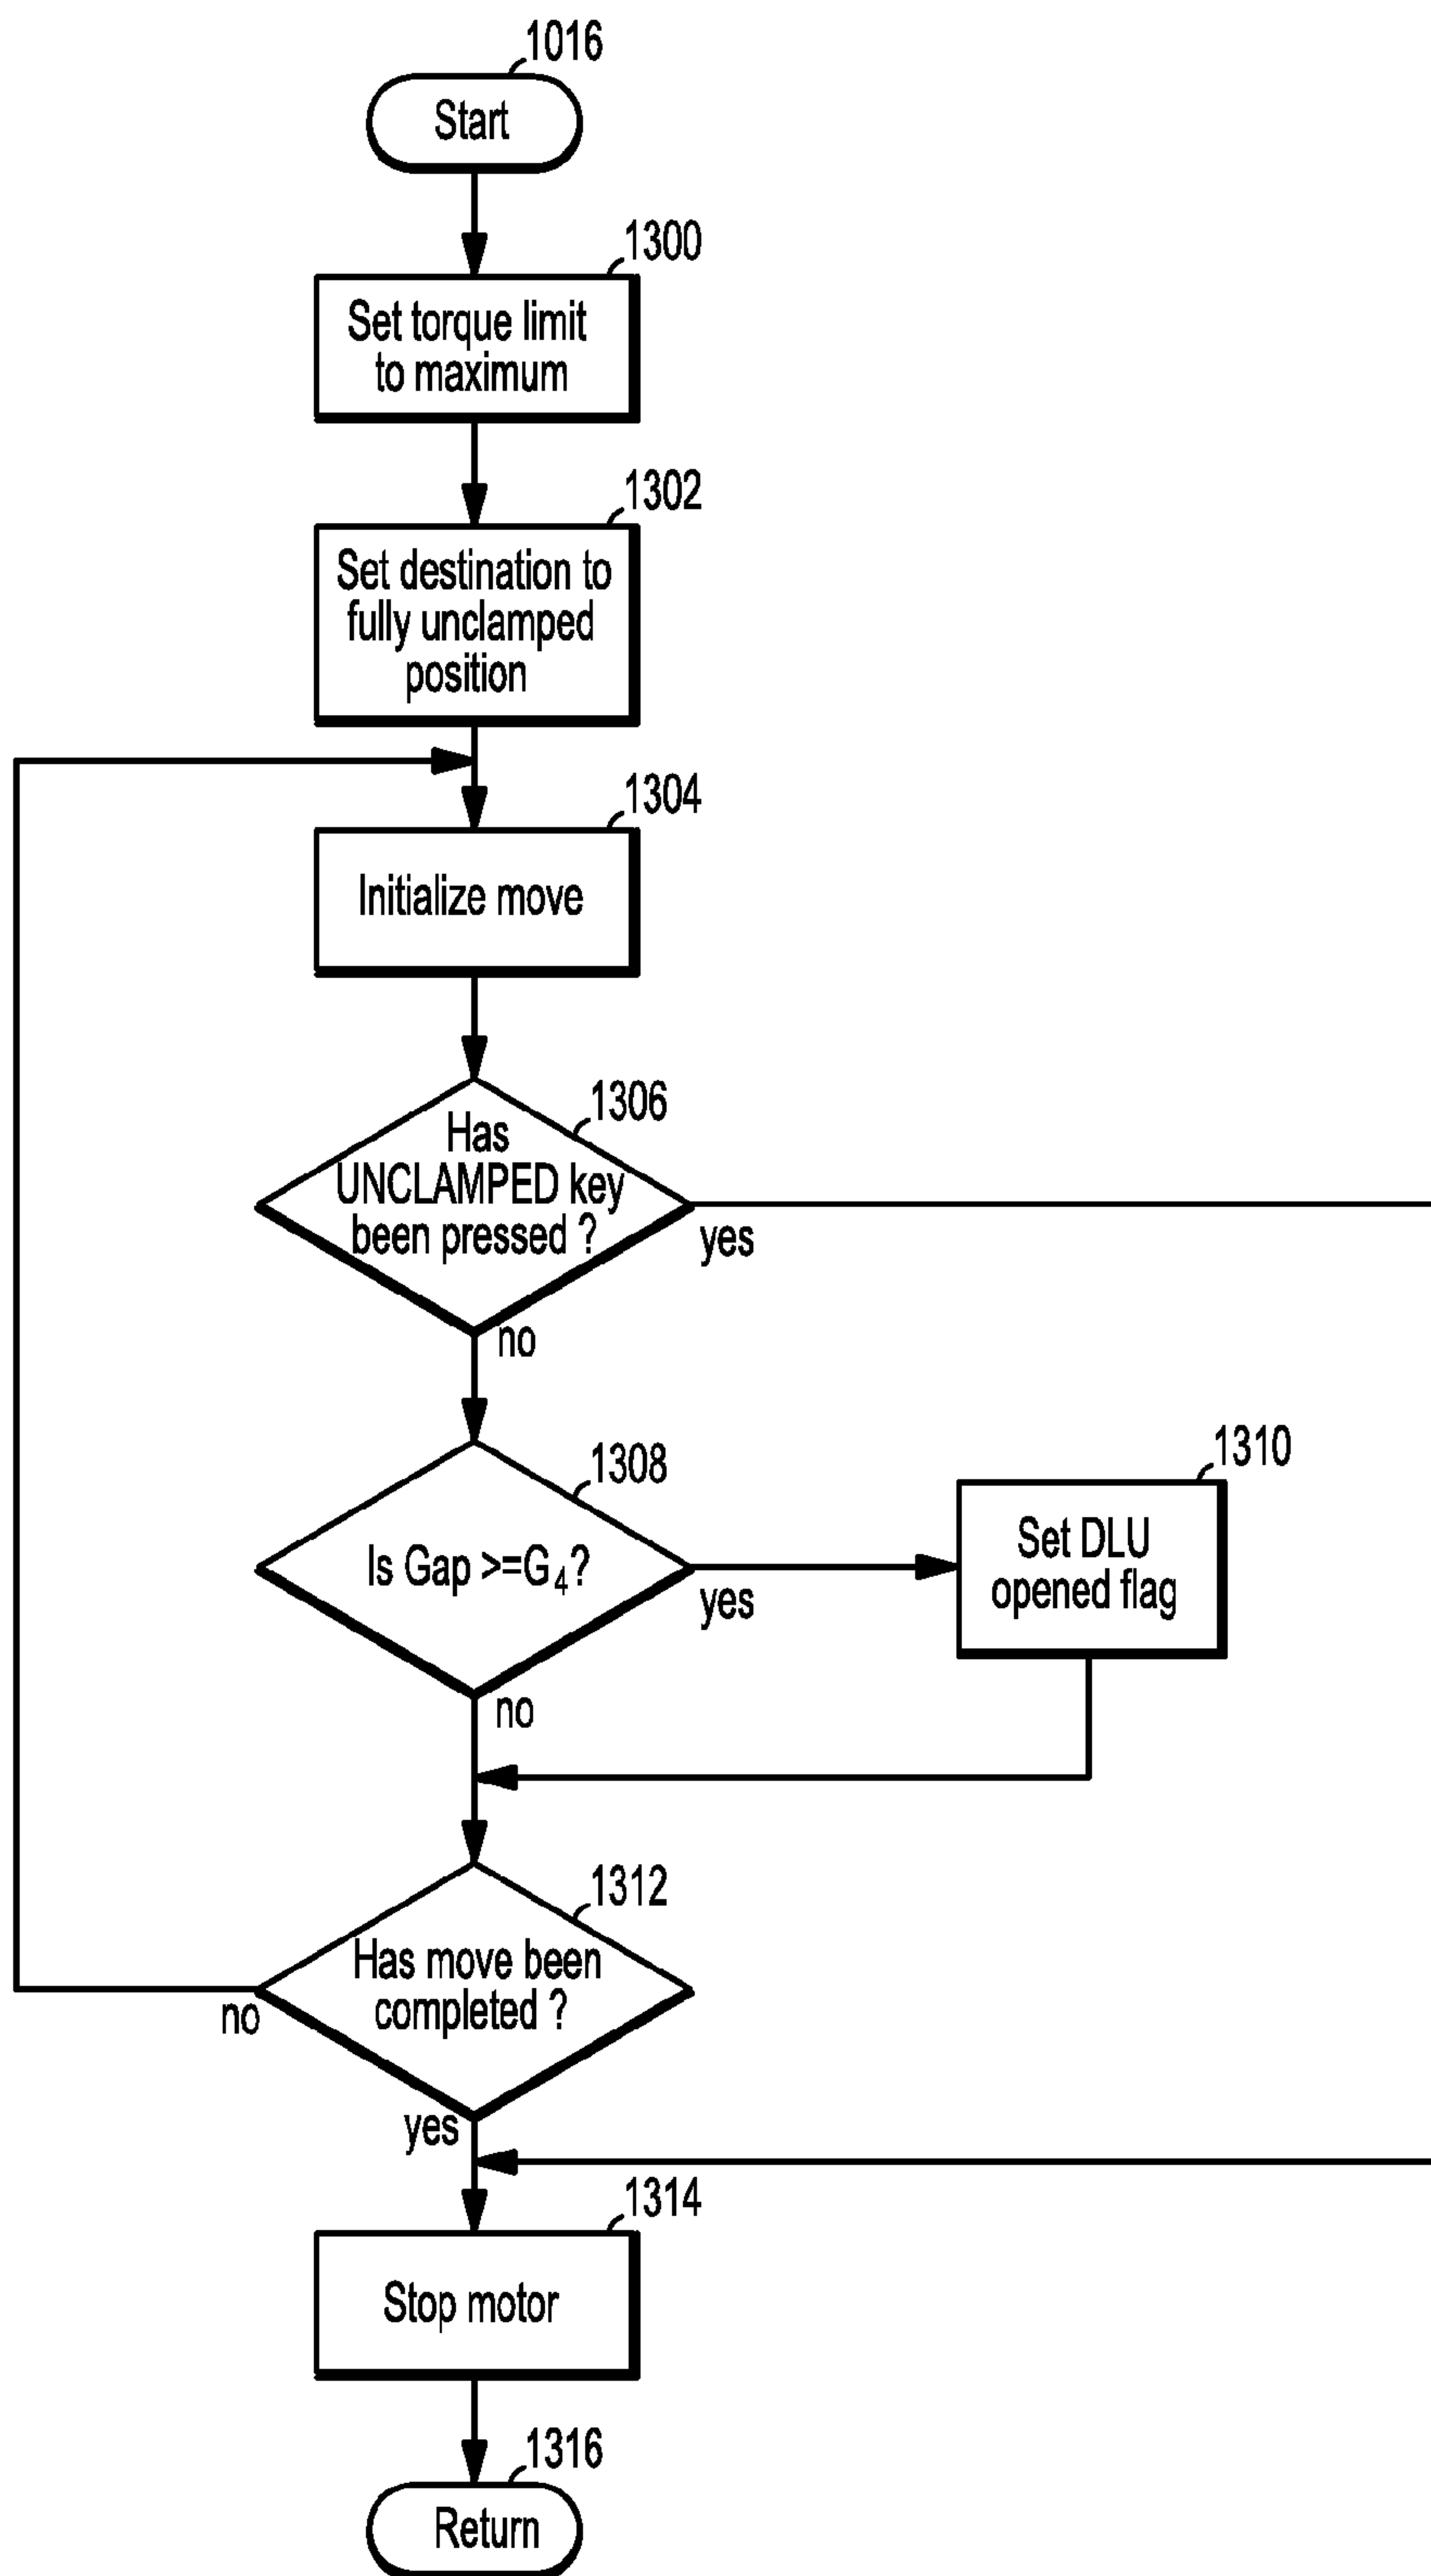 1016
Start
1300
Set torque limit
to maximum
1302
Set destination to
fully unclamped
position
1304
Initialize move
1306
Has
UNCLAMPED key
been pressed ?
yes
no
1308
Is Gap >=G4?
yes
no
1310
Set DLU
opened flag
1312
Has move been
completed ?
no
yes
1314
Stop motor
1316
Return